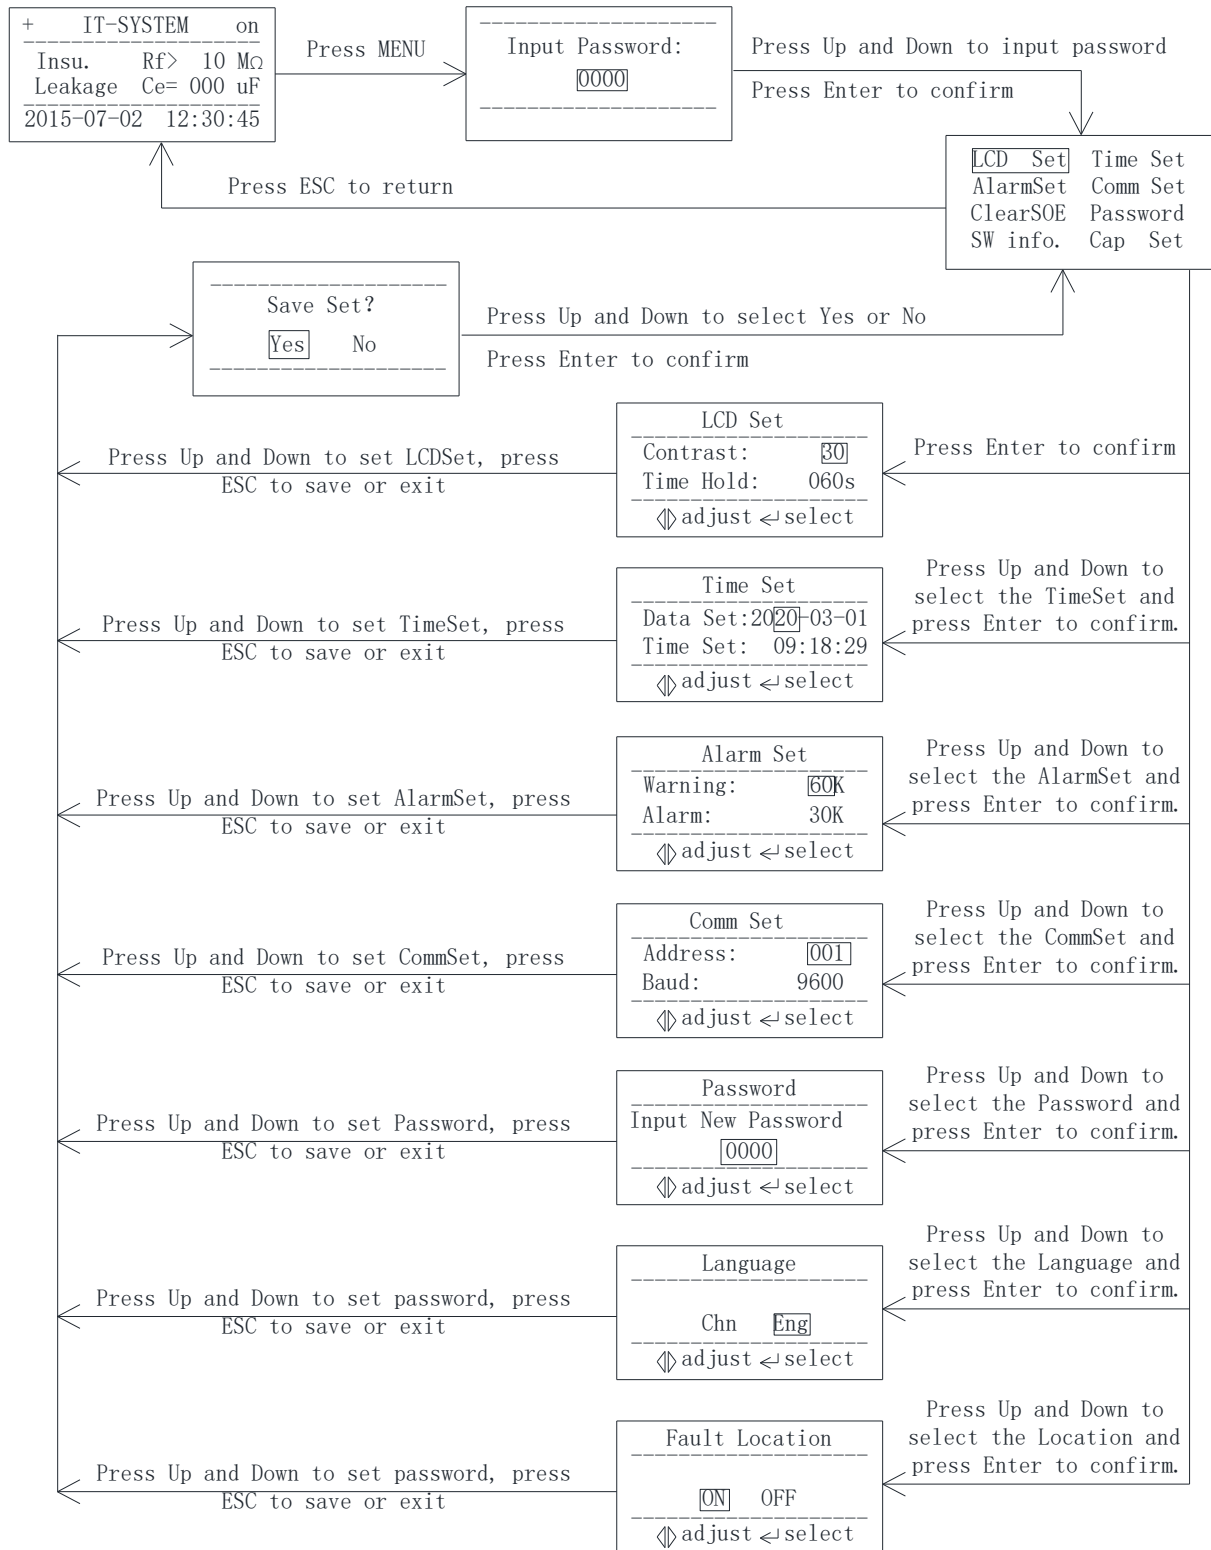 + IT-SYSTEM on
Insu. Rf> 10 MΩ
Leakage Ce= 000 uF
2015-07-02 12:30:45
Press MENU
Input Password:
0000
Press Up and Down to input password
Press Enter to confirm
LCD Set Time Set
AlarmSet Comm Set
ClearSOE Password
SW info. Cap Set
Press ESC to return
Save Set?
Yes No
Press Up and Down to select Yes or No
Press Enter to confirm
Press Up and Down to set LCDSet, press
ESC to save or exit
LCD Set
Contrast: 30
Time Hold: 060s
adjust select
Press Enter to confirm
Press Up and Down to set TimeSet, press
ESC to save or exit
Time Set
Data Set:2020-03-01
Time Set: 09:18:29
adjust select
Press Up and Down to
select the TimeSet and
press Enter to confirm.
Press Up and Down to set AlarmSet, press
ESC to save or exit
Alarm Set
Warning: 60K
Alarm: 30K
adjust select
Press Up and Down to
select the AlarmSet and
press Enter to confirm.
Press Up and Down to set CommSet, press
ESC to save or exit
Comm Set
Address: 001
Baud: 9600
adjust select
Press Up and Down to
select the CommSet and
press Enter to confirm.
Press Up and Down to set Password, press
ESC to save or exit
Password
Input New Password
0000
adjust select
Press Up and Down to
select the Password and
press Enter to confirm.
Press Up and Down to set password, press
ESC to save or exit
Language
Chn Eng
adjust select
Press Up and Down to
select the Language and
press Enter to confirm.
Press Up and Down to set password, press
ESC to save or exit
Fault Location
ON OFF
adjust select
Press Up and Down to
select the Location and
press Enter to confirm.